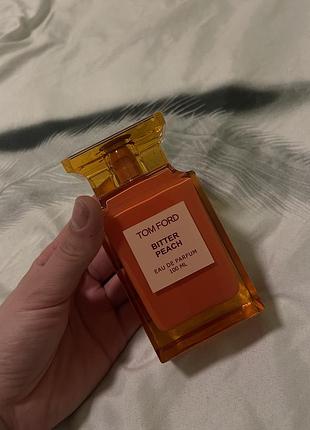 TOM FORD
BITTER
PEACH
EAU DE PARFUM
100 ML